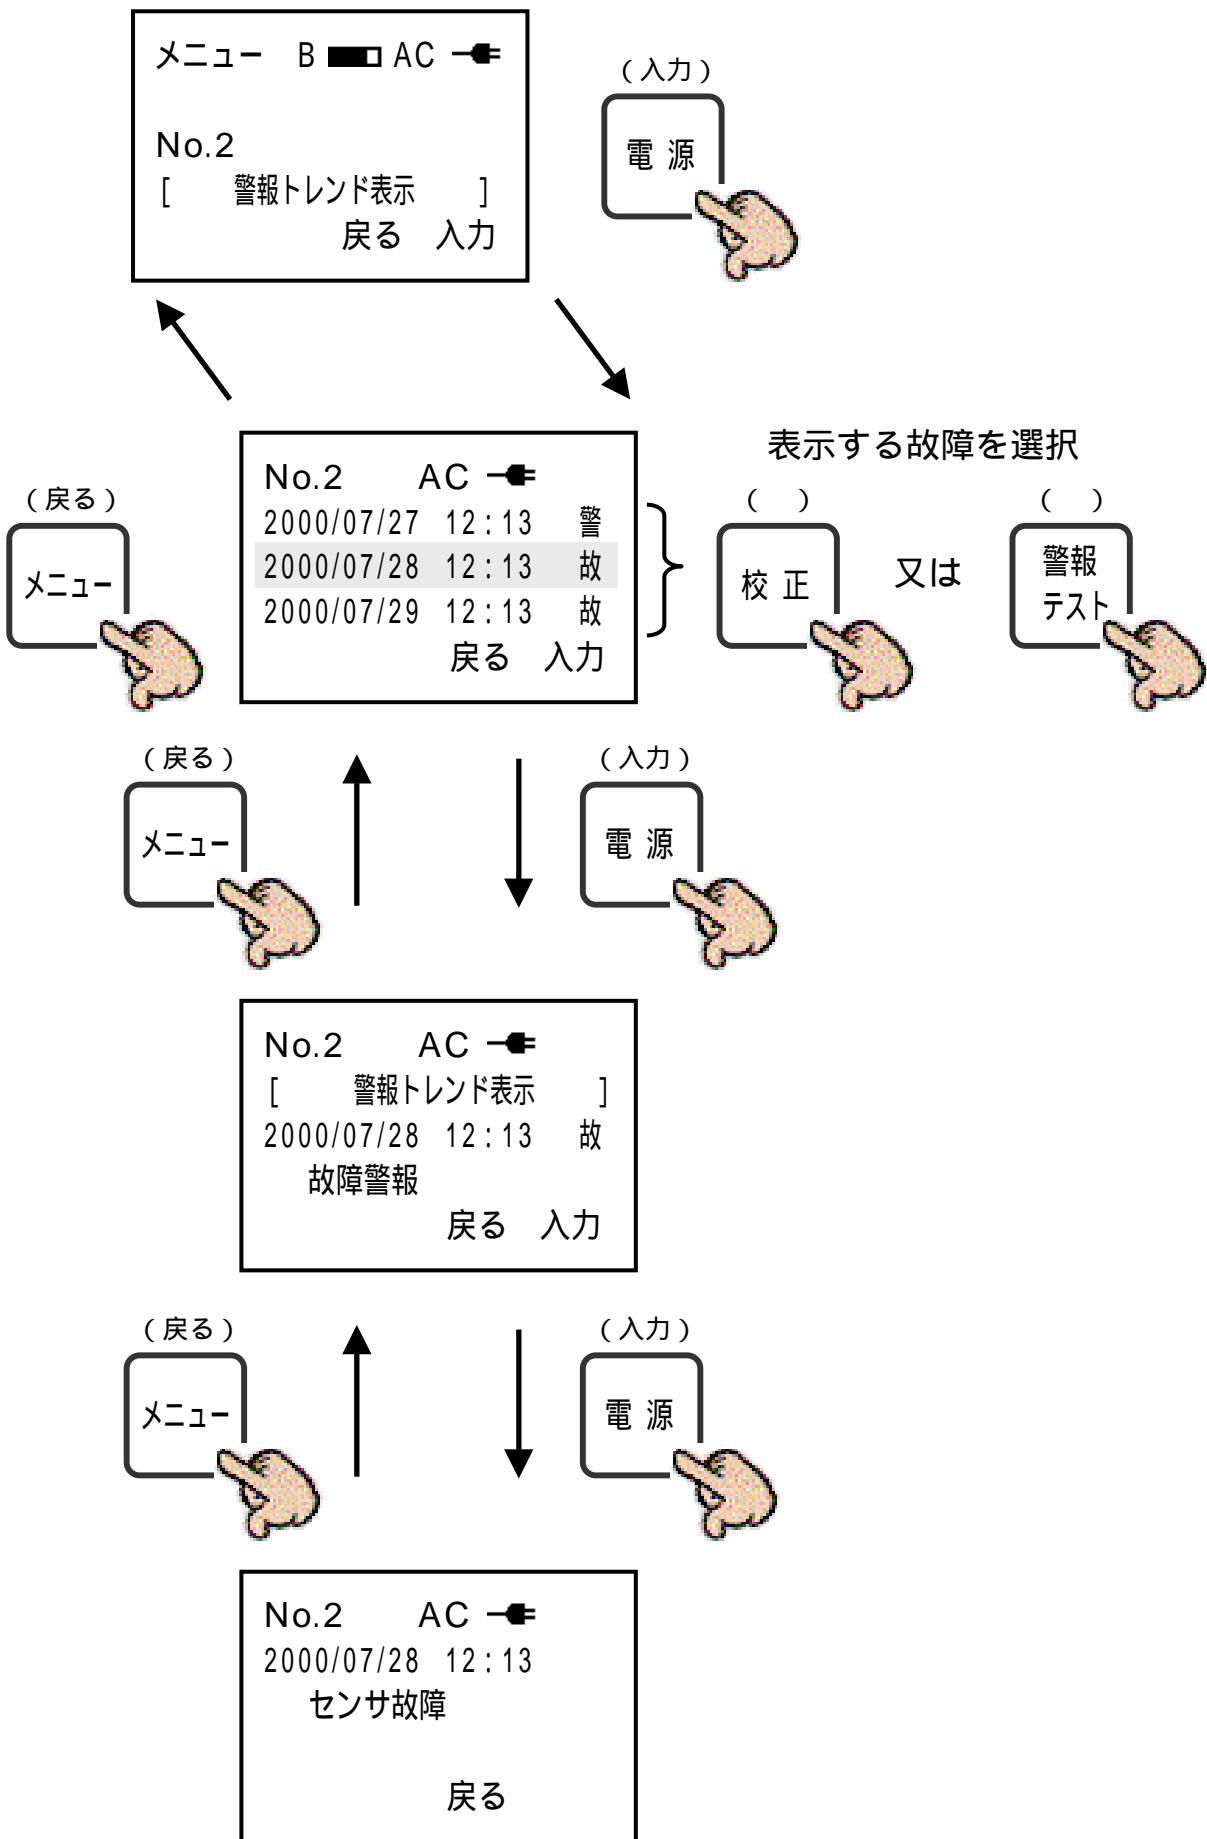 メニュー B AC
(入力)
電 源
No.2
[ 警報トレンド表示 ]
戻る 入力
表示する故障を選択
(戻る)
メニュー
No.2 AC
2000/07/27 12:13 警
2000/07/28 12:13 故
2000/07/29 12:13 故
戻る 入力
( )
校 正
又は
( )
警報
テスト
(戻る)
メニュー
(入力)
電 源
No.2 AC
[ 警報トレンド表示 ]
2000/07/28 12:13 故
故障警報
戻る 入力
(戻る)
メニュー
(入力)
電 源
No.2 AC
2000/07/28 12:13
センサ故障
戻る